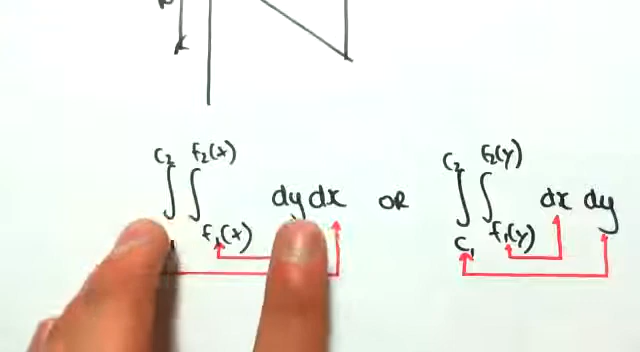 C₂ f₂(x) C₂ f₂(y)
∫∫ dy dx OR ∫∫ dx dy
f₁(x) C₁ f₁(y)